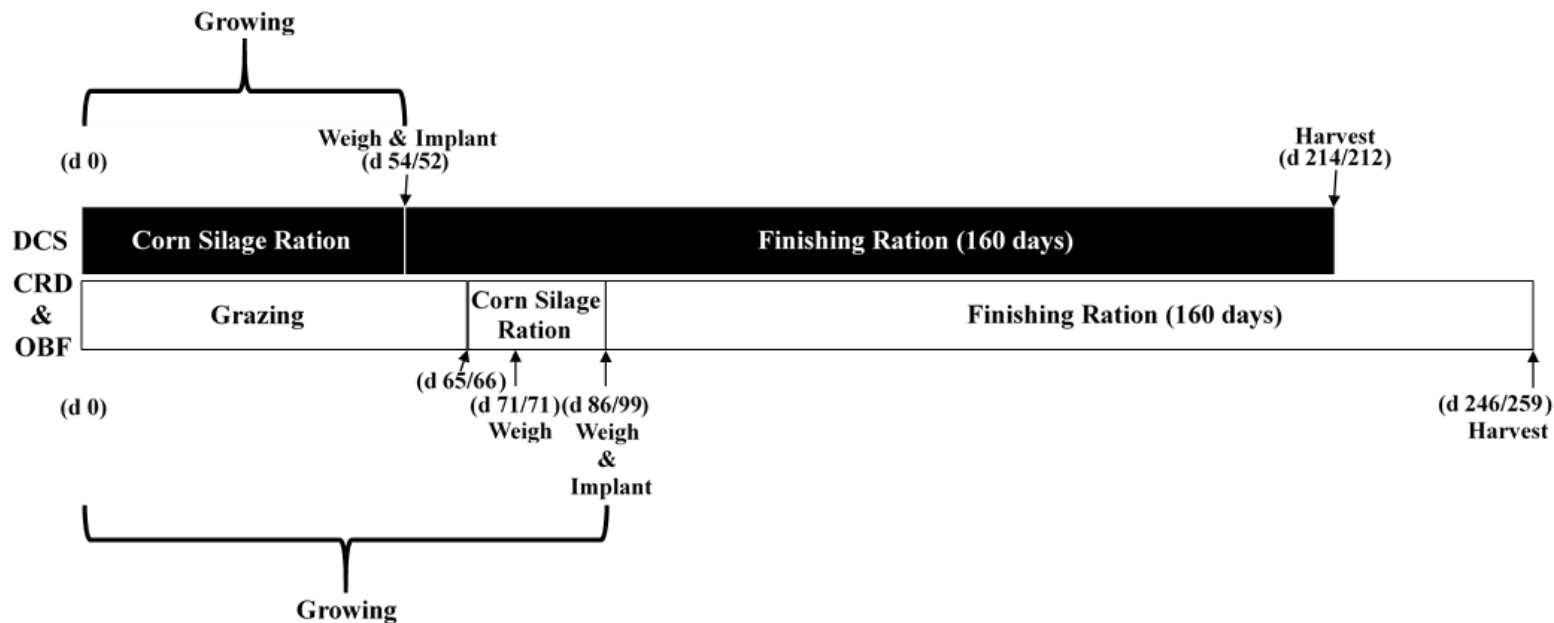 Growing
Weigh & Implant
(d 54/52)
(d 0)
Harvest
(d 214/212)
DCS
Corn Silage Ration
Finishing Ration (160 days)
CRD
&
OBF
Grazing
Corn Silage
Ration
Finishing Ration (160 days)
(d 65/66)
(d 0)
(d 71/71)
Weigh
(d 86/99)
Weigh
&
Implant
(d 246/259)
Harvest
Growing